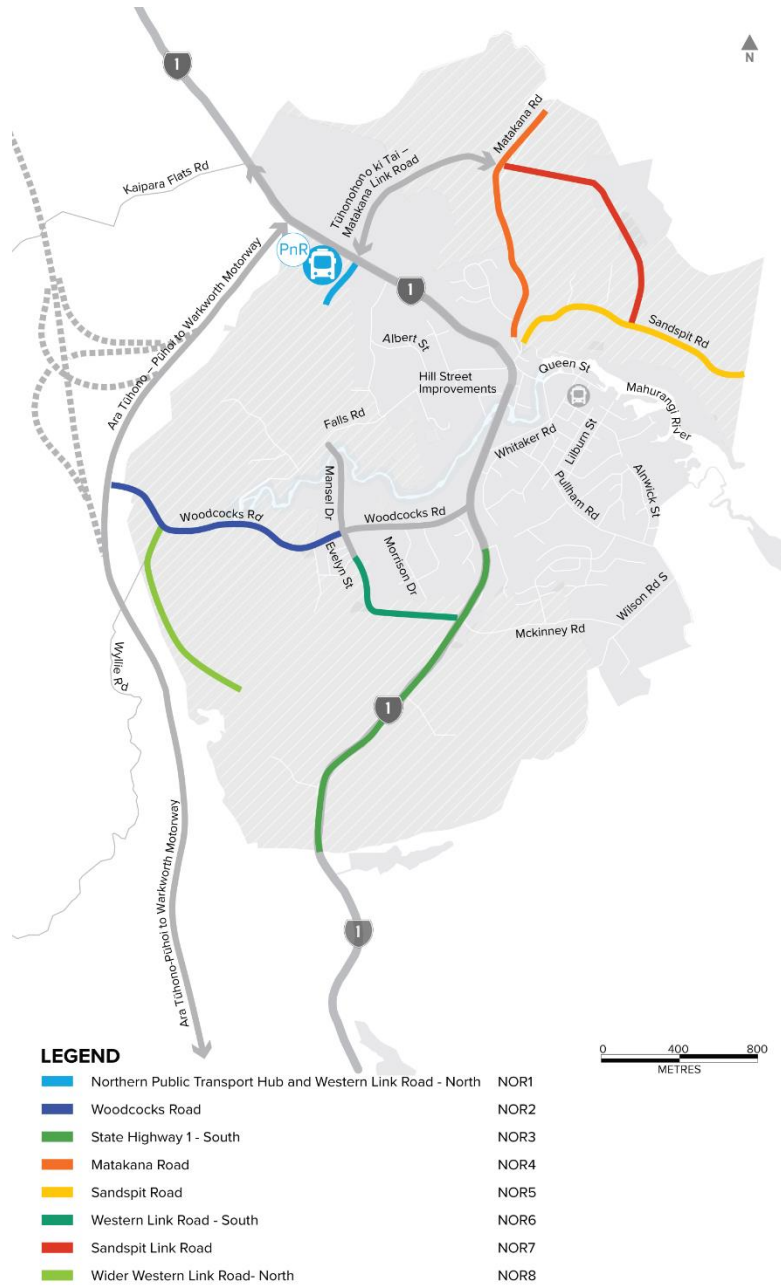 1
N
Matakana Rd
Tūhonohono ki Tai –
Matakana Link Road
Kaipara Flats Rd
PnR
1
Ara Tūhono – Pūhoi to Warkworth Motorway
Sandspit Rd
Albert St
Hill Street
Improvements
Queen St
Mahurangi
River
Falls Rd
Whitaker Rd
Lilburn St
Pullham Rd
Alnwick St
Mansel Dr
Woodcocks Rd
Woodcocks Rd
Evelyn St
Morrison Dr
Wilson Rd S
Mckinney Rd
Wyllie Rd
1
Ara Tūhono-Pūhoi to Warkworth Motorway
1
LEGEND
0 400 800
METRES
Northern Public Transport Hub and Western Link Road - North NOR1
Woodcocks Road NOR2
State Highway 1 - South NOR3
Matakana Road NOR4
Sandspit Road NOR5
Western Link Road - South NOR6
Sandspit Link Road NOR7
Wider Western Link Road- North NOR8